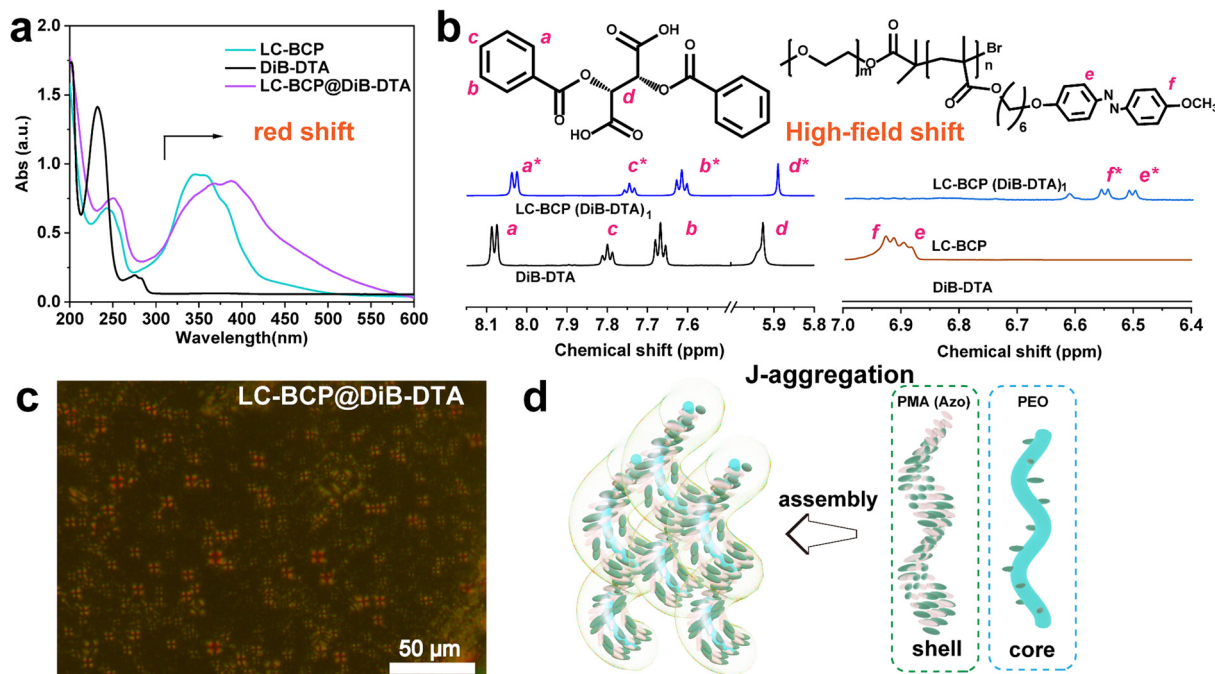 a
2.0
1.5
1.0
0.5
0.0
Abs (a.u.)
LC-BCP
DiB-DTA
LC-BCP@DiB-DTA
red shift
200 250 300 350 400 450 500 550 600
Wavelength(nm)
b
c
a
b
d
O
OH
O
O
O
O
OH
O
O
m
O
O
n
Br
O
O
6
O
e
N
N
f
OCH3
High-field shift
a*
c*
b*
d*
LC-BCP (DiB-DTA)1
a
c
b
d
DiB-DTA
8.1 8.0 7.9 7.8 7.7 7.6 5.9 5.8
Chemical shift (ppm)
f*
e*
LC-BCP (DiB-DTA)1
f
e
LC-BCP
DiB-DTA
7.0 6.9 6.8 6.7 6.6 6.5 6.4
Chemical shift (ppm)
c
LC-BCP@DiB-DTA
50 μm
d
J-aggregation
assembly
PMA (Azo)
shell
PEO
core